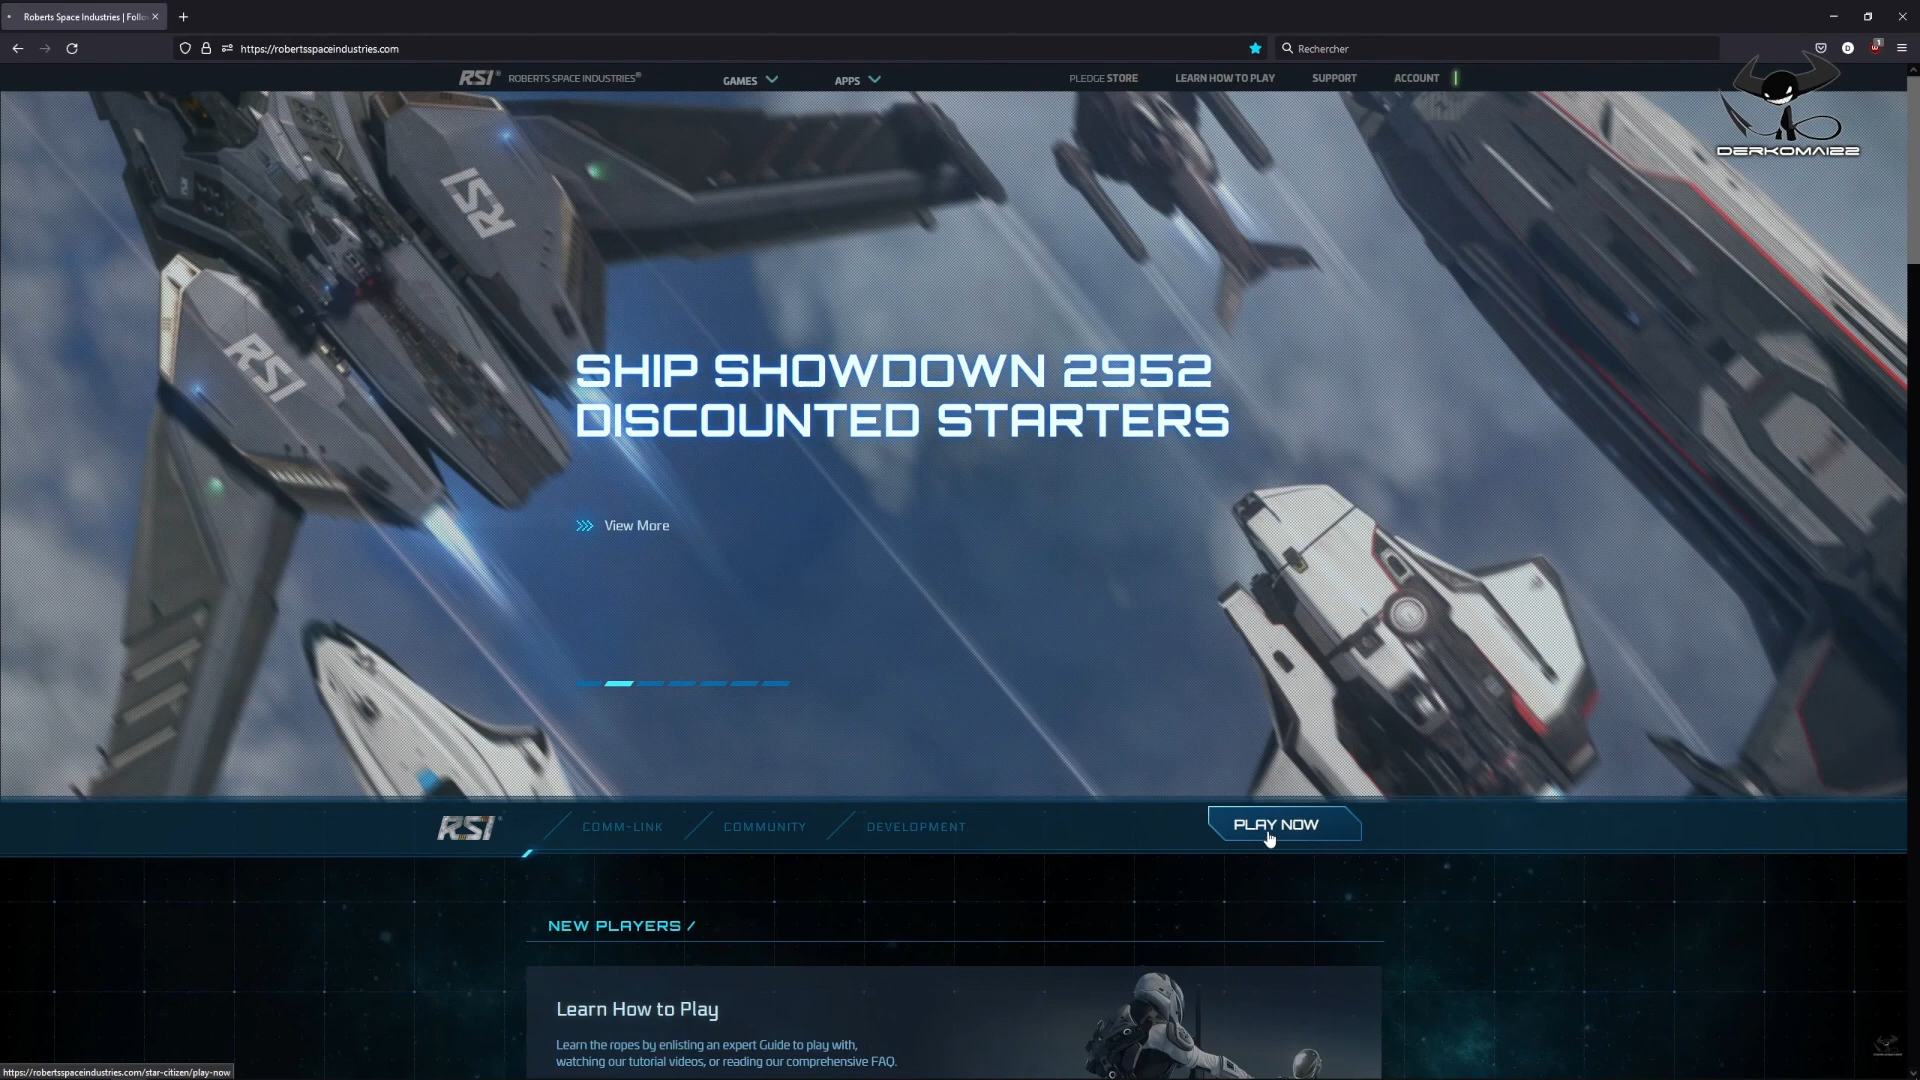 Roberts Space Industries | Follo
https://robertsspaceindustries.com
Rechercher
1
RSI ROBERTS SPACE INDUSTRIES®
GAMES
APPS
PLEDGE STORE
LEARN HOW TO PLAY
SUPPORT
ACCOUNT
DERKOMAI22
RSI
RSI
SHIP SHOWDOWN 2952
DISCOUNTED STARTERS
View More
RSI
COMM-LINK
COMMUNITY
DEVELOPMENT
PLAY NOW
NEW PLAYERS /
Learn How to Play
Learn the ropes by enlisting an expert Guide to play with,
watching our tutorial videos, or reading our comprehensive FAQ.
https://robertsspaceindustries.com/star-citizen/play-now